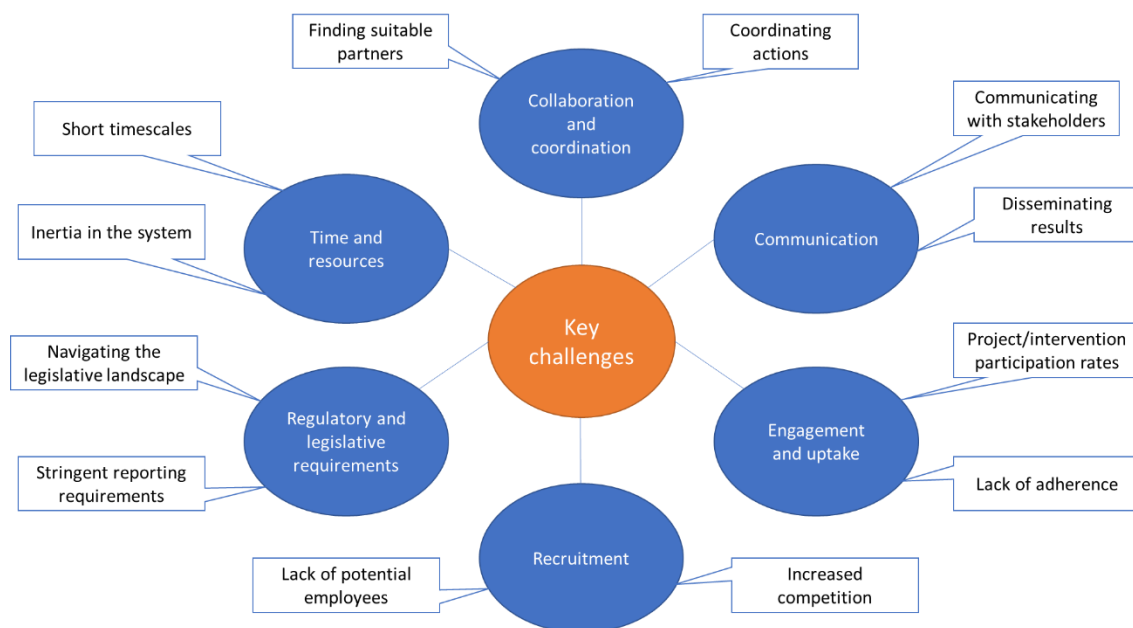 Finding suitable
partners
Coordinating
actions
Collaboration
and
coordination
Communicating
with stakeholders
Short timescales
Disseminating
results
Inertia in the system
Time and
resources
Communication
Key
challenges
Navigating the
legislative landscape
Project/intervention
participation rates
Regulatory and
legislative
requirements
Engagement
and uptake
Stringent reporting
requirements
Lack of adherence
Recruitment
Lack of potential
employees
Increased
competition